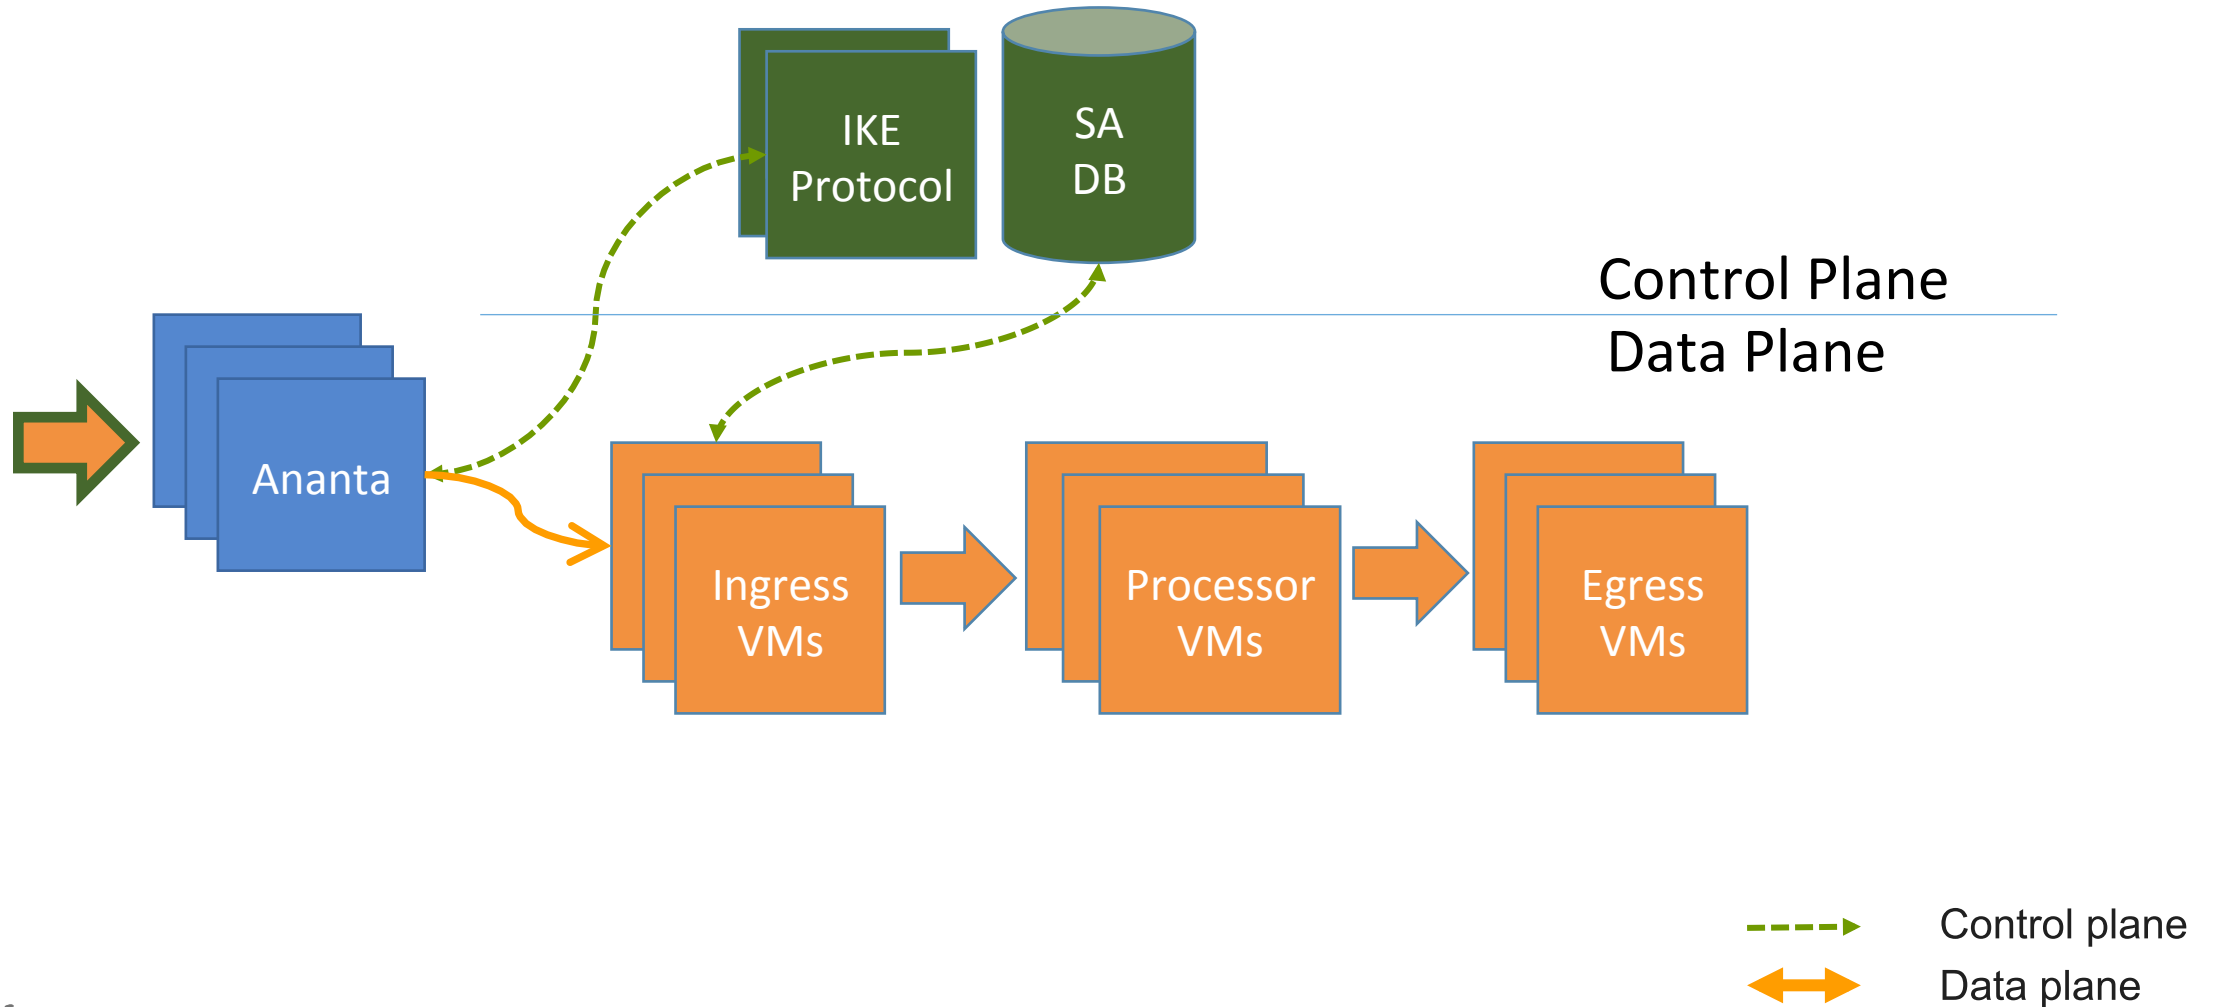 IKE
Protocol
SA
DB
Control Plane
Data Plane
Ananta
Ingress
VMs
Processor
VMs
Egress
VMs
Control plane
Data plane